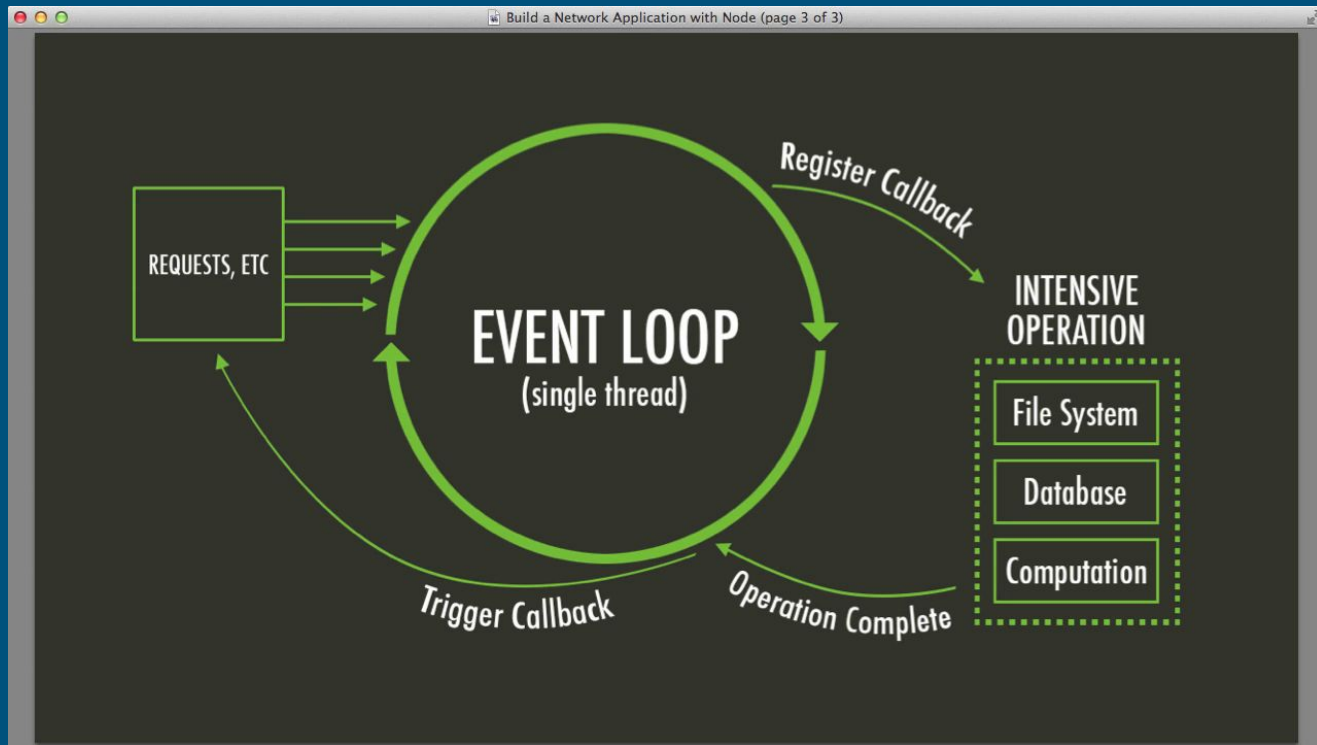 Build a Network Application with Node (page 3 of 3)
REQUESTS, ETC
EVENT LOOP
(single thread)
Register Callback
INTENSIVE
OPERATION
File System
Database
Computation
Operation Complete
Trigger Callback